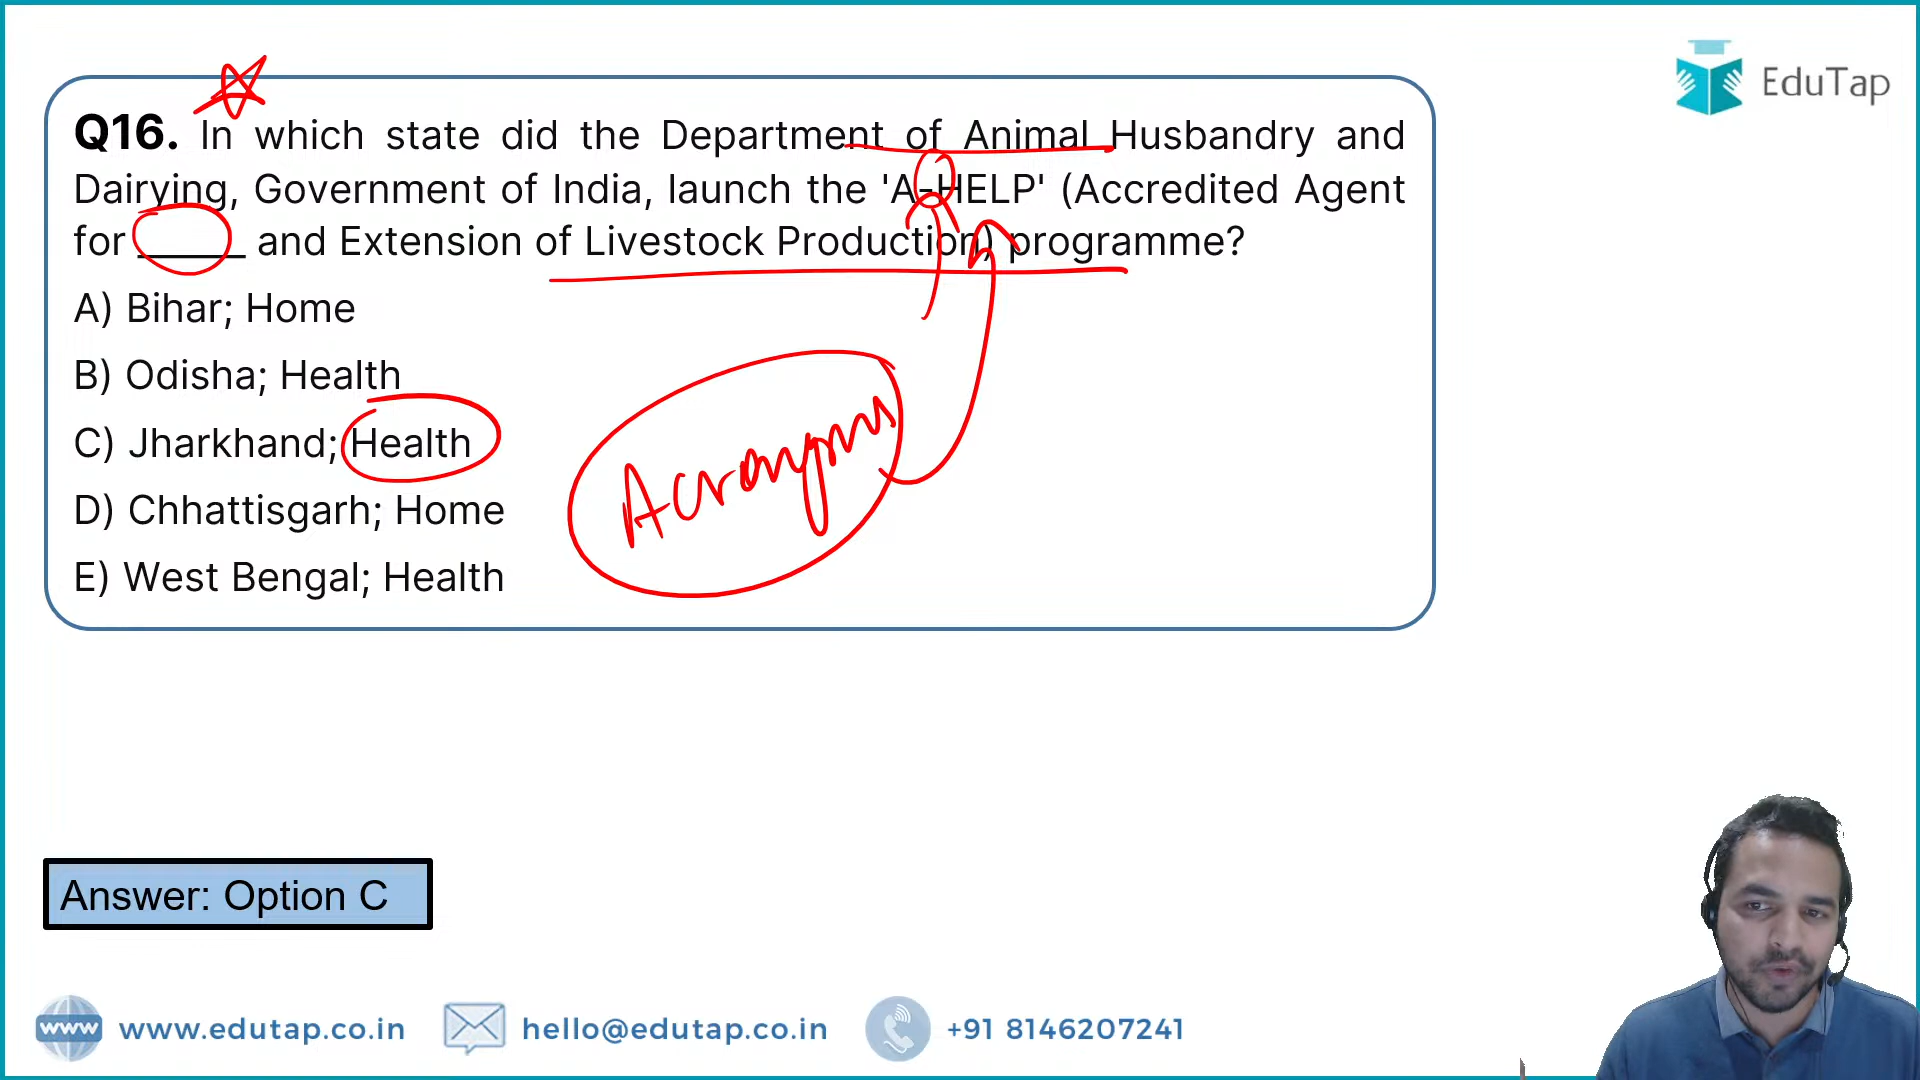 EduTap
Q16. In which state did the Department of Animal Husbandry and
Dairying, Government of India, launch the 'A-HELP' (Accredited Agent
for _____ and Extension of Livestock Production) programme?
A) Bihar; Home
B) Odisha; Health
C) Jharkhand; Health
D) Chhattisgarh; Home
E) West Bengal; Health
Acronyms
Answer: Option C
www www.edutap.co.in hello@edutap.co.in +91 8146207241